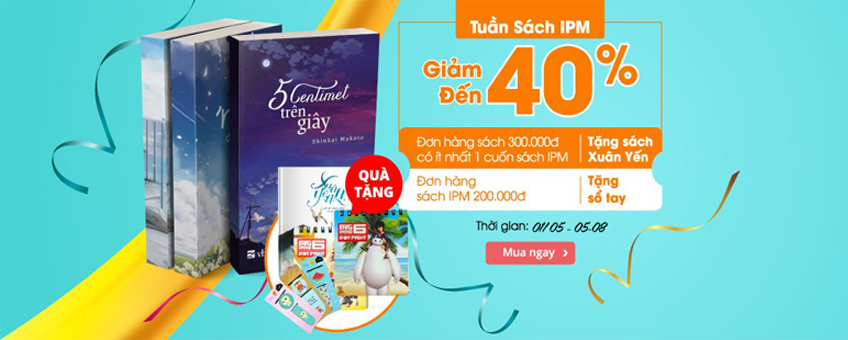 Tuần Sách IPM
Giảm
Đến
40%
5 Centimet
trên
giây
Shinkai Makoto
Đơn hàng sách 300.000đ
có ít nhất 1 cuốn sách IPM
Tặng sách
Xuân Yến
Đơn hàng
sách IPM 200.000đ
Tặng
sổ tay
QUÀ
TẶNG
Xuân
Yến
Thời gian: 01/05 - 05.08
Mua ngay >